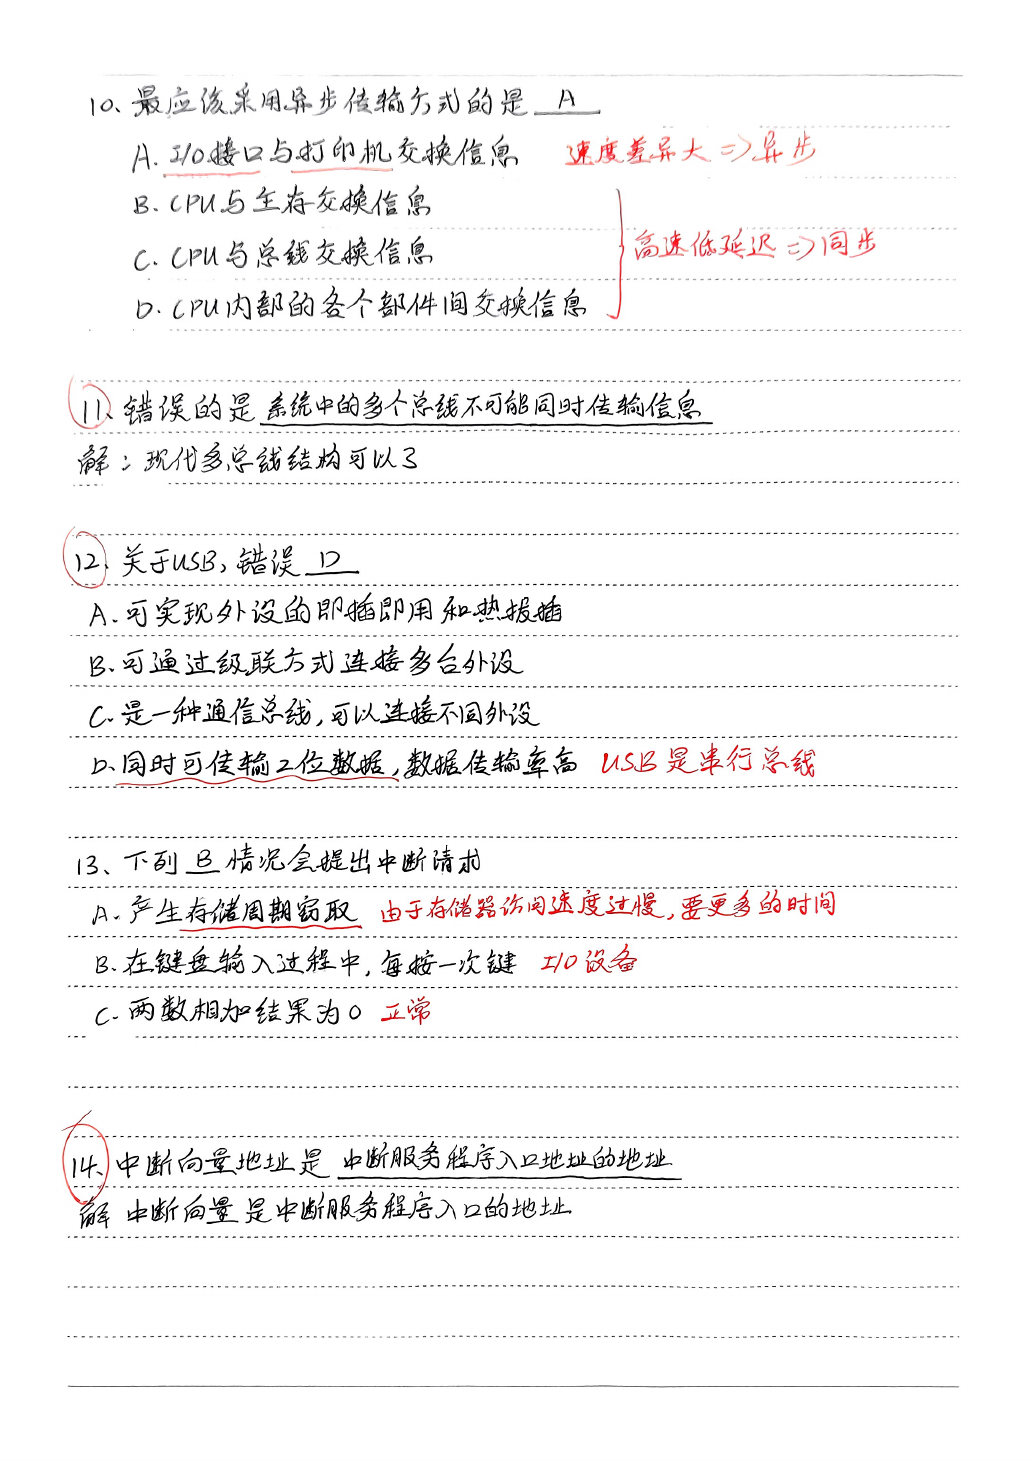 10、最应该采用异步传输方式的是 A
A. I/O接口与打印机交换信息 速度差异大 => 异步
B. CPU与主存交换信息
C. CPU与总线交换信息 高速低延迟 => 同步
D. CPU内部的各个部件间交换信息
11、错误的是 系统中的多个总线不可能同时传输信息
解：现代多总线结构可以了
12、关于USB，错误 D
A. 可实现外设的即插即用和热拔插
B. 可通过级联方式连接多台外设
C. 是一种通信总线，可以连接不同外设
D. 同时可传输2位数据，数据传输率高 USB是串行总线
13、下列 B 情况会提出中断请求
A. 产生存储周期窃取 由于存储器访问速度过慢，要更多的时间
B. 在键盘输入过程中，每按一次键 I/O设备
C. 两数相加结果为0 正常
14、中断向量地址是 中断服务程序入口地址的地址
解 中断向量是中断服务程序入口的地址